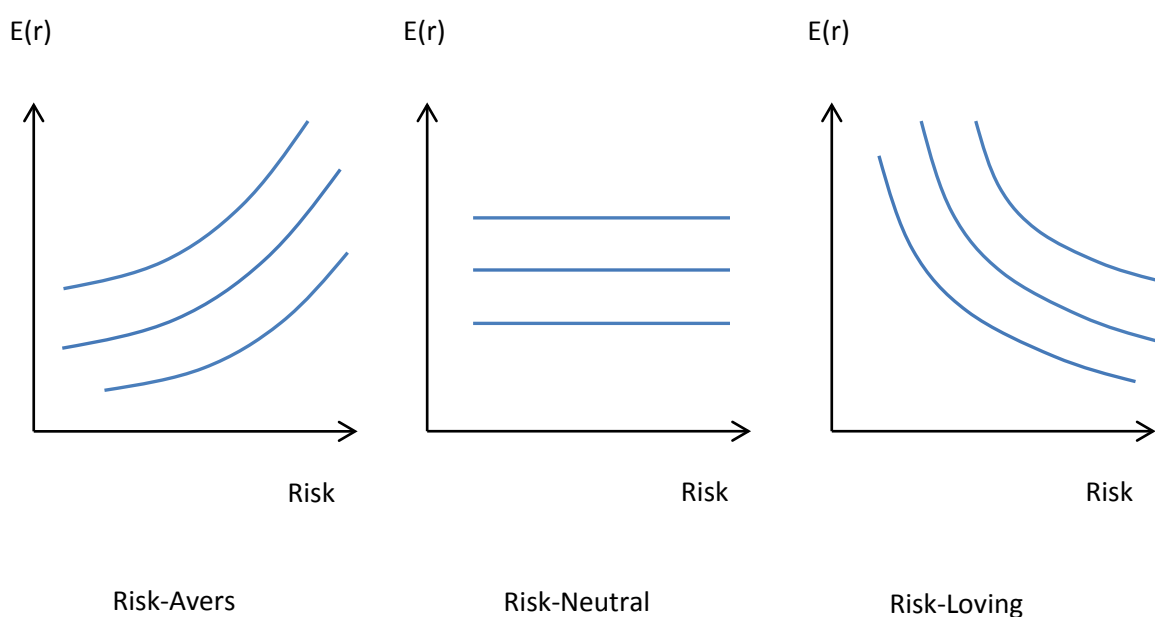 E(r)
E(r)
E(r)
Risk
Risk
Risk
Risk-Avers
Risk-Neutral
Risk-Loving